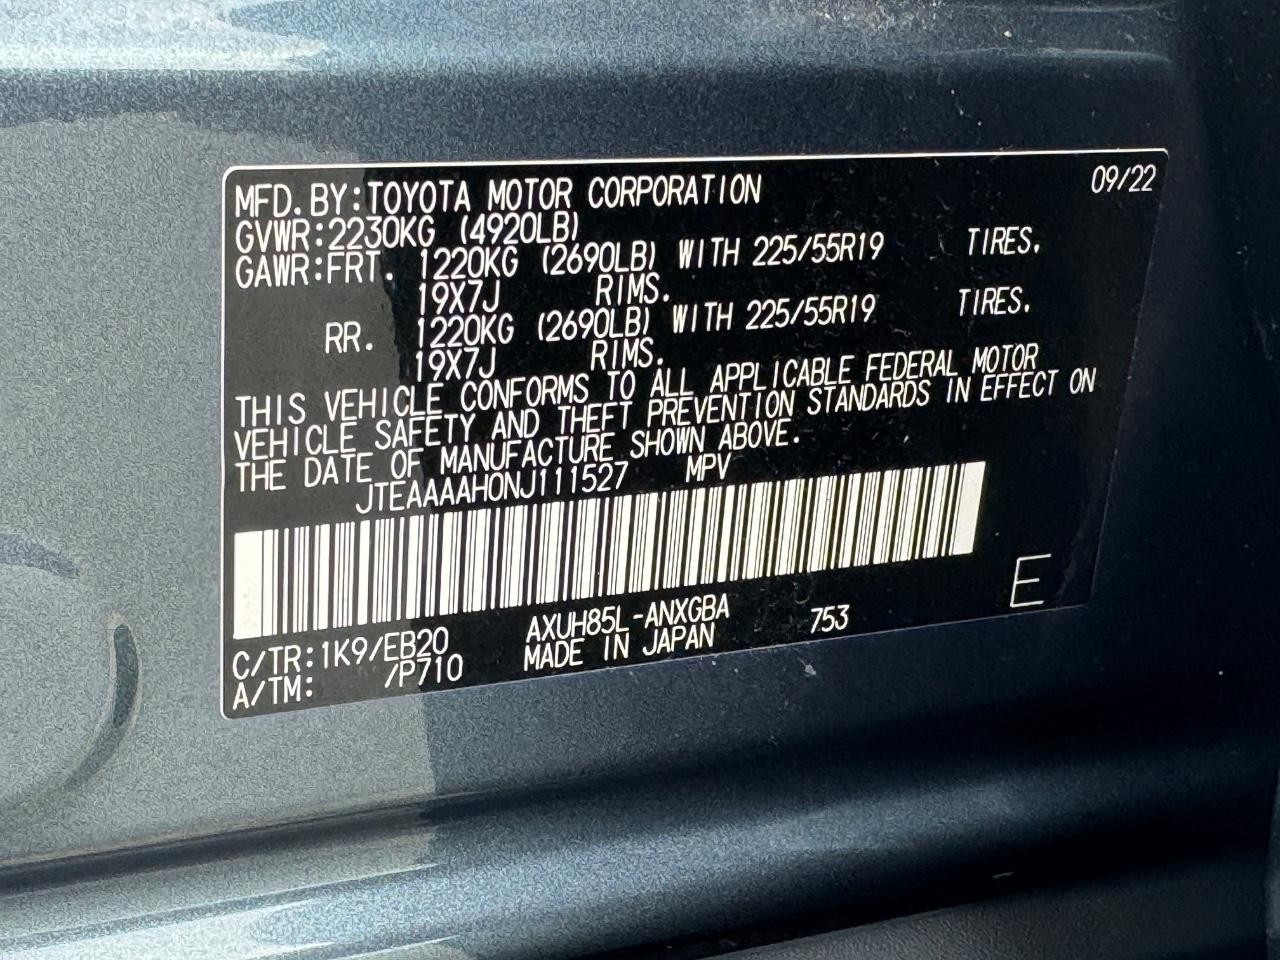 MFD.BY:TOYOTA MOTOR CORPORATION 09/22
GVWR:2230KG (4920LB)
GAWR:FRT. 1220KG (2690LB) WITH 225/55R19 TIRES.
19X7J RIMS.
RR. 1220KG (2690LB) WITH 225/55R19 TIRES.
19X7J RIMS.
THIS VEHICLE CONFORMS TO ALL APPLICABLE FEDERAL MOTOR
VEHICLE SAFETY AND THEFT PREVENTION STANDARDS IN EFFECT ON
THE DATE OF MANUFACTURE SHOWN ABOVE.
JTEAAAAH0NJ111527 MPV
E
C/TR:1K9/EB20 AXUH85L-ANXGBA 753
A/TM: /P710 MADE IN JAPAN